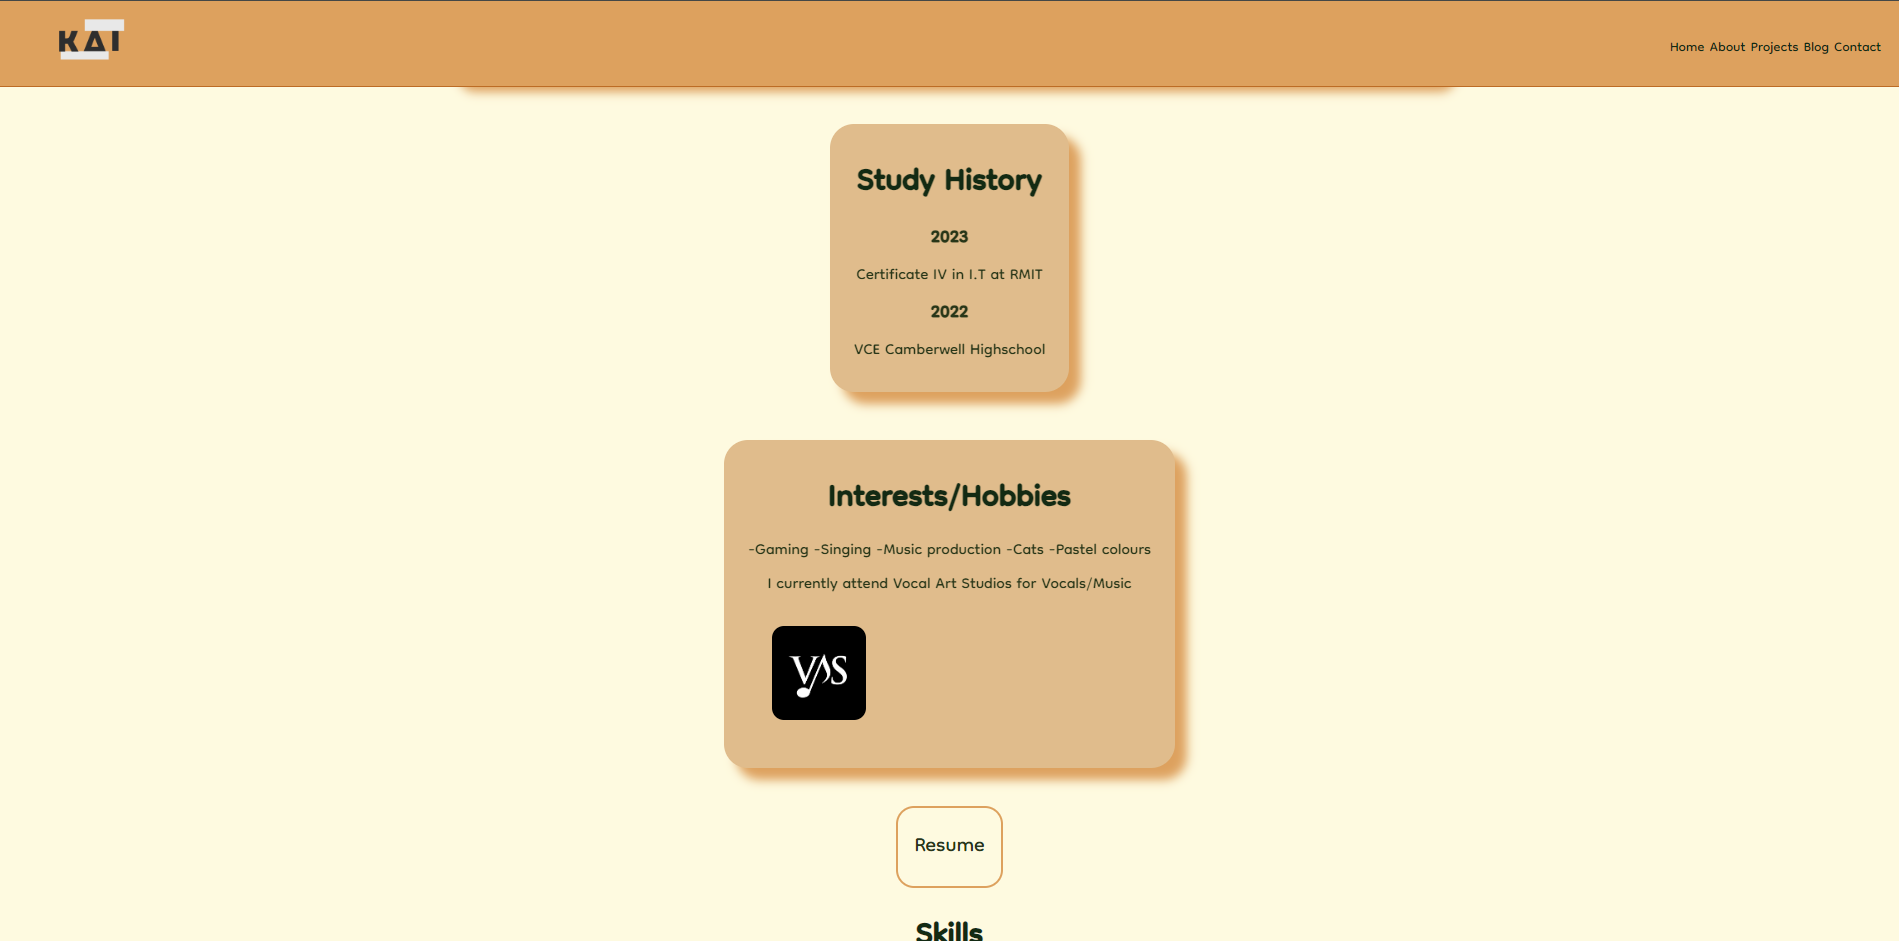 KAT
Home About Projects Blog Contact
Study History
2023
Certificate IV in I.T at RMIT
2022
VCE Camberwell Highschool
Interests/Hobbies
-Gaming -Singing -Music production -Cats -Pastel colours
I currently attend Vocal Art Studios for Vocals/Music
VAS
Resume
Skills